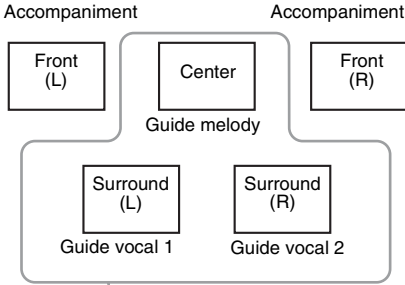 Accompaniment
Accompaniment
Front
(L)
Center
Front
(R)
Guide melody
Surround
(L)
Surround
(R)
Guide vocal 1
Guide vocal 2